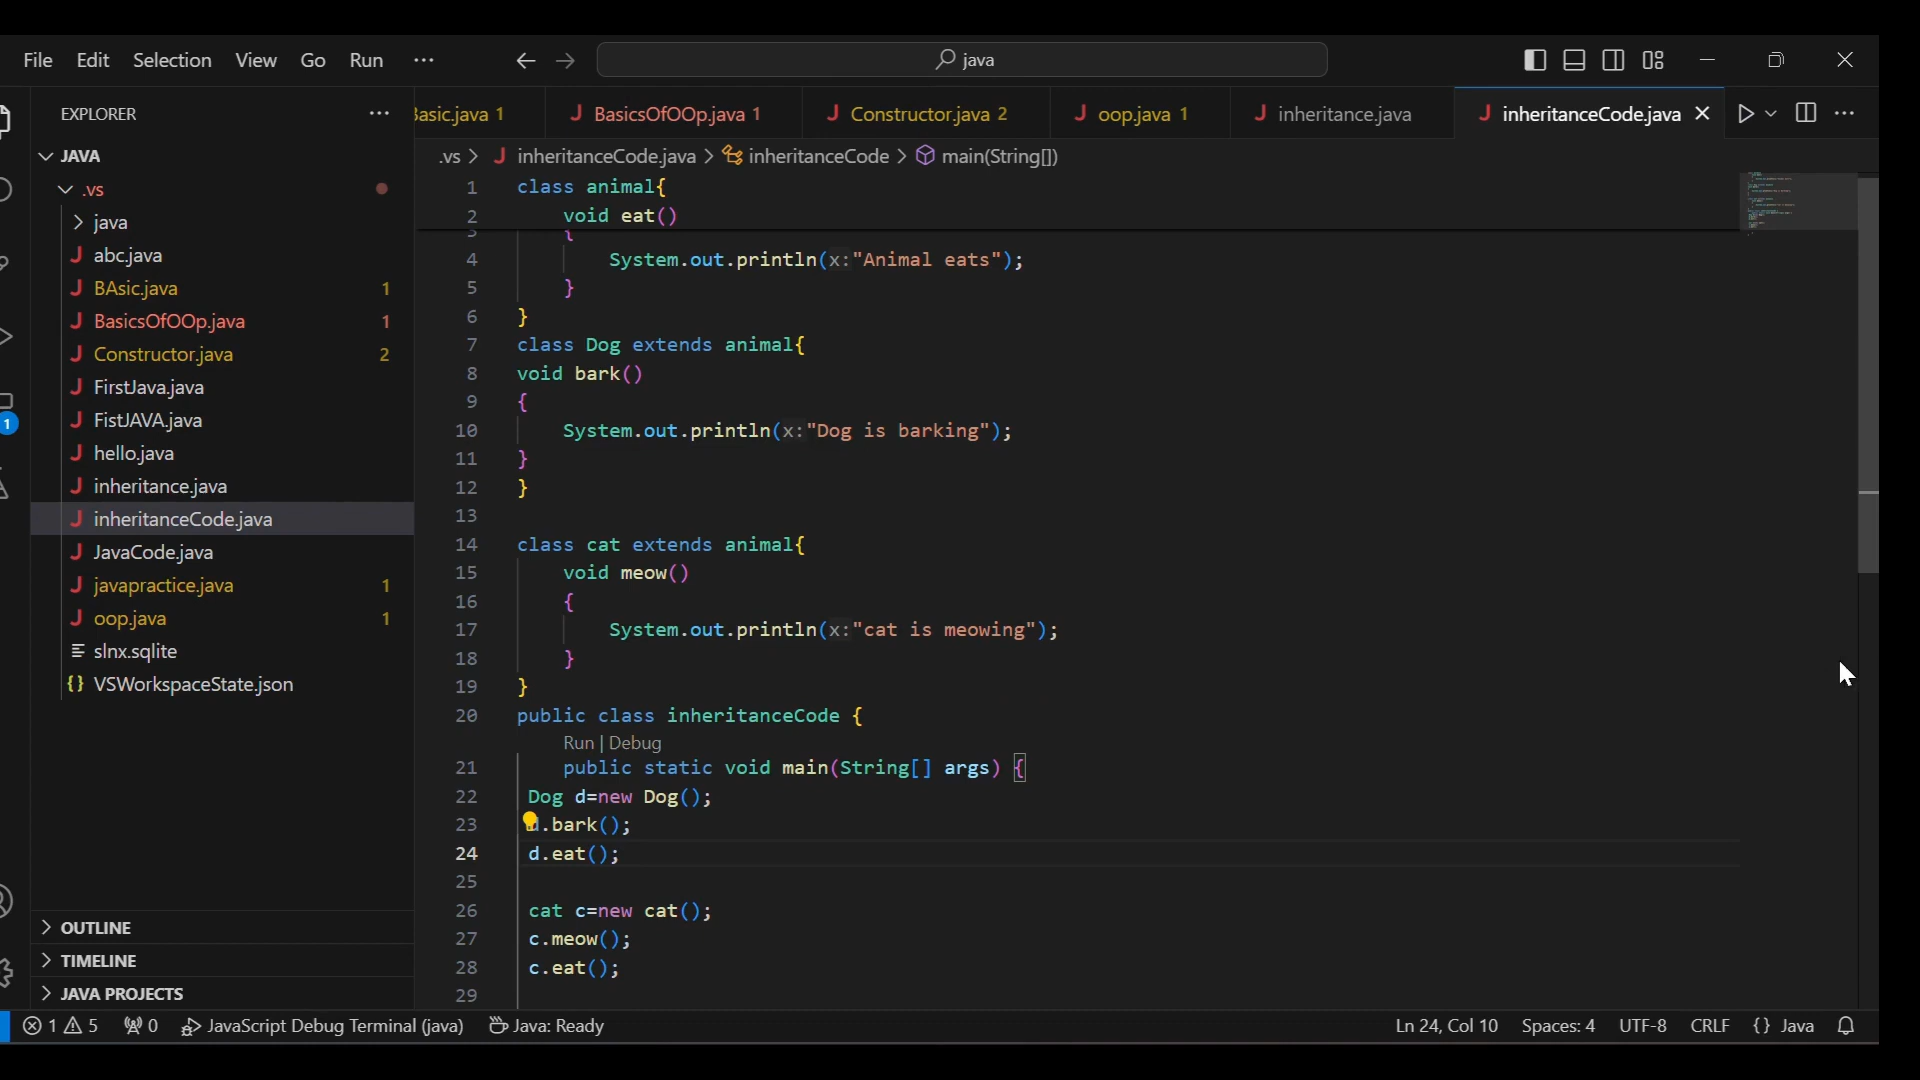 File Edit Selection View Go Run ··· java
EXPLORER ···
asic.java 1 BasicsOfOOp.java 1 Constructor.java 2 oop.java 1 inheritance.java inheritanceCode.java
JAVA
.vs > inheritanceCode.java > inheritanceCode > main(String[])
.vs
java
abc.java
BAsic.java 1
BasicsOfOOp.java 1
Constructor.java 2
FirstJava.java
FistJAVA.java
hello.java
inheritance.java
inheritanceCode.java
JavaCode.java
javapractice.java 1
oop.java 1
slnx.sqlite
{} VSWorkspaceState.json
1
OUTLINE
TIMELINE
JAVA PROJECTS
1 class animal{
2 void eat()
3 {
4 System.out.println(x:"Animal eats");
5 }
6 }
7 class Dog extends animal{
8 void bark()
9 {
10 System.out.println(x:"Dog is barking");
11 }
12 }
13
14 class cat extends animal{
15 void meow()
16 {
17 System.out.println(x:"cat is meowing");
18 }
19 }
20 public class inheritanceCode {
Run | Debug
21 public static void main(String[] args) {
22 Dog d=new Dog();
23 d.bark();
24 d.eat();
25
26 cat c=new cat();
27 c.meow();
28 c.eat();
29
1 5 0 JavaScript Debug Terminal (java) Java: Ready Ln 24, Col 10 Spaces: 4 UTF-8 CRLF {} Java